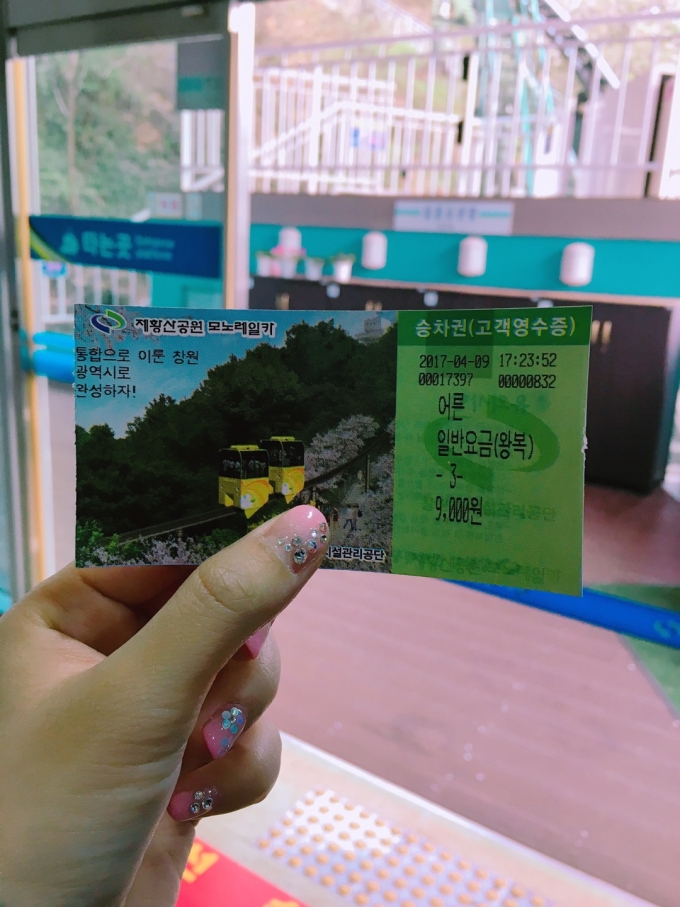 타는곳
제황산공원 모노레일카
통합으로 이룬 창원
광역시로
완성하자!
시설관리공단
승차권(고객영수증)
2017-04-09 17:23:52
00017397 00000832
어른
일반요금(왕복)
- 3-
9,000원